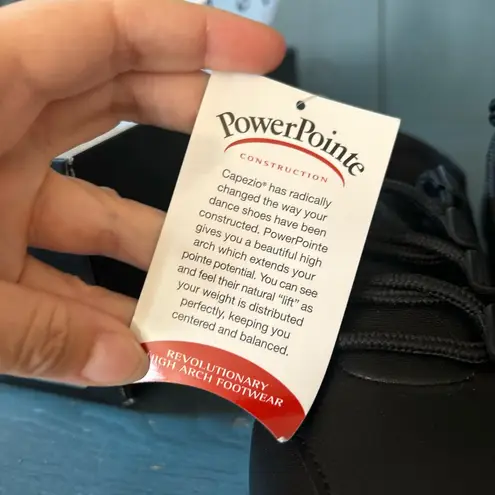 PowerPointe
CONSTRUCTION
Capezio® has radically
changed the way your
dance shoes have been
constructed. PowerPointe
gives you a beautiful high
arch which extends your
pointe potential. You can see
and feel their natural "lift" as
your weight is distributed
perfectly, keeping you
centered and balanced.
REVOLUTIONARY
HIGH ARCH FOOTWEAR